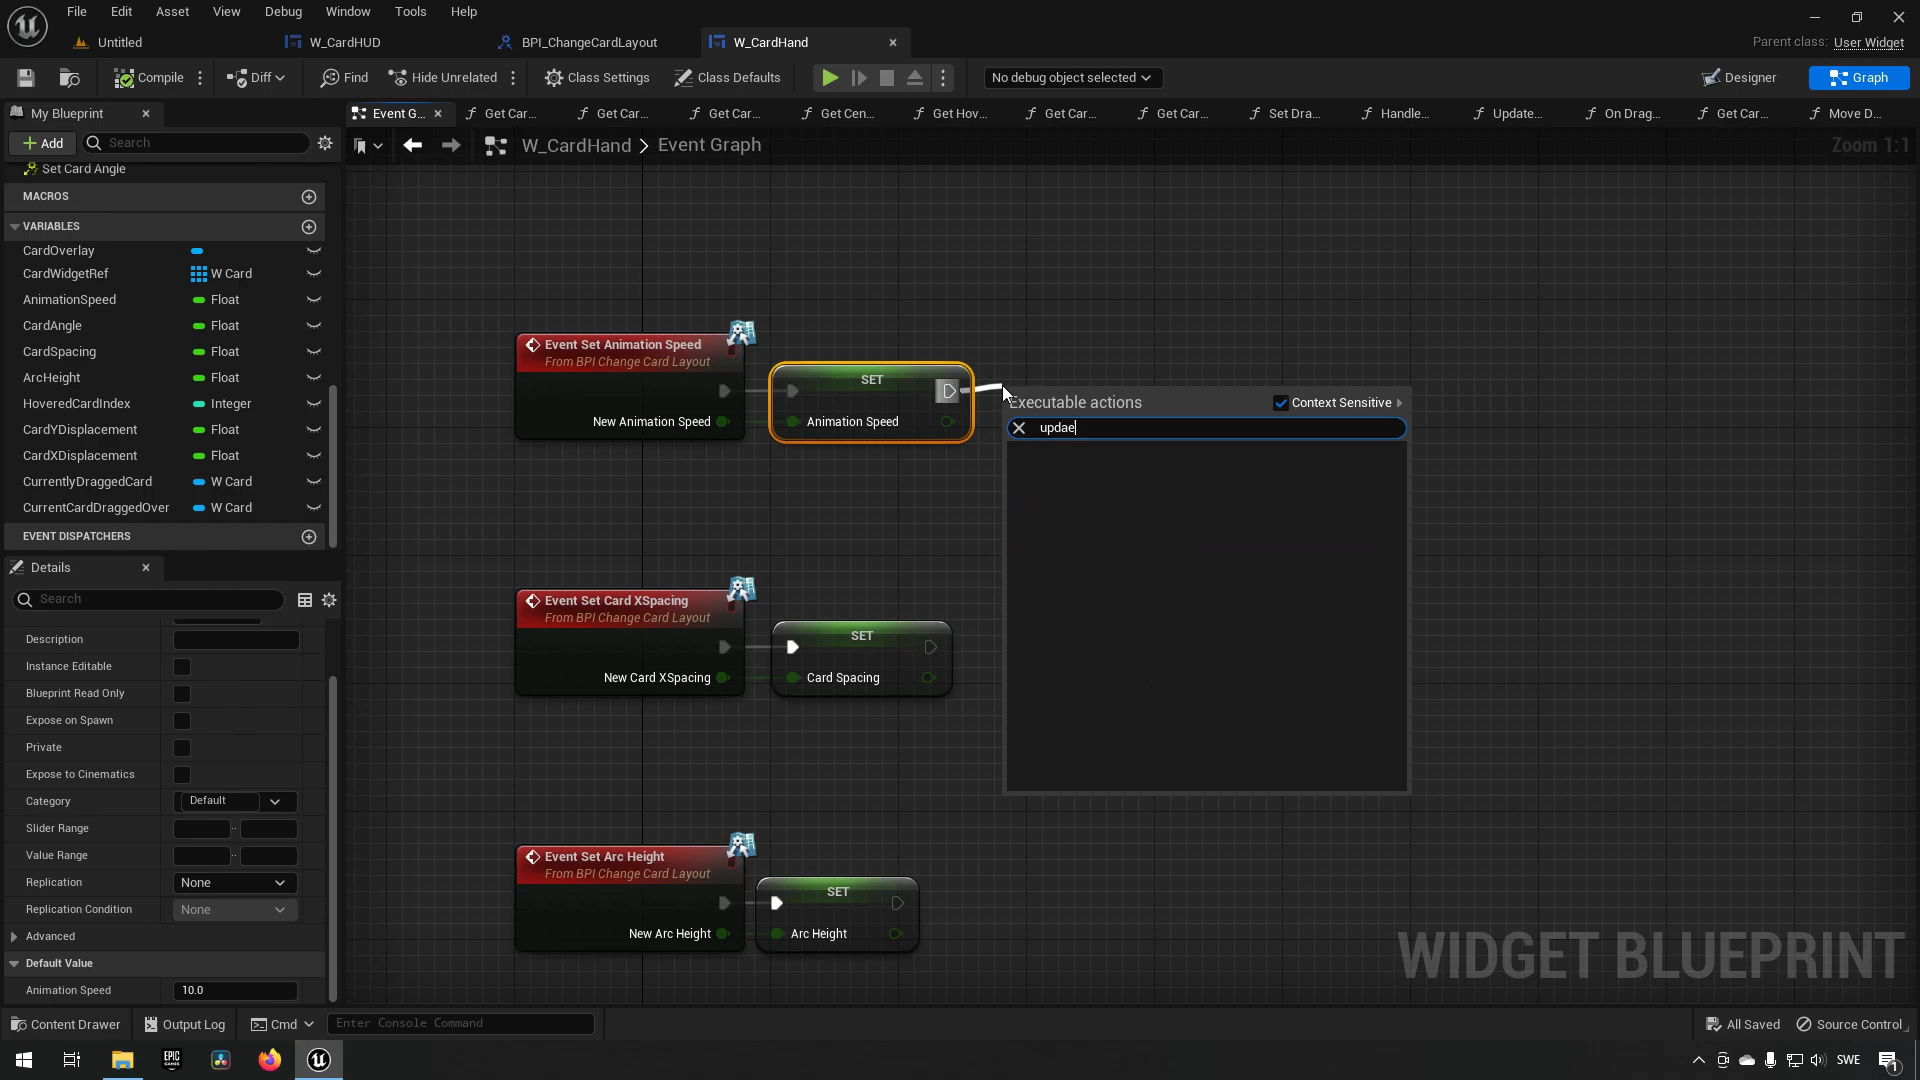 File Edit Asset View Debug Window Tools Help
Untitled W_CardHUD BPI_ChangeCardLayout W_CardHand
Parent class: User Widget
Compile Diff Find Hide Unrelated Class Settings Class Defaults No debug object selected Designer Graph
My Blueprint Event G... Get Car... Get Car... Get Car... Get Cen... Get Hov... Get Car... Get Car... Set Dra... Handle... Update... On Drag... Get Car... Move D...
Add Search W_CardHand > Event Graph Zoom 1:1
Set Card Angle
MACROS
VARIABLES
CardOverlay
CardWidgetRef W Card
AnimationSpeed Float
CardAngle Float
CardSpacing Float
ArcHeight Float
HoveredCardIndex Integer
CardYDisplacement Float
CardXDisplacement Float
CurrentlyDraggedCard W Card
CurrentCardDraggedOver W Card
EVENT DISPATCHERS
Details
Search
Description
Instance Editable
Blueprint Read Only
Expose on Spawn
Private
Expose to Cinematics
Category Default
Slider Range
Value Range
Replication None
Replication Condition None
Advanced
Default Value
Animation Speed 10.0
Event Set Animation Speed
From BPI Change Card Layout
New Animation Speed
SET
Animation Speed
Executable actions Context Sensitive
updae
Event Set Card XSpacing
From BPI Change Card Layout
New Card XSpacing
SET
Card Spacing
Event Set Arc Height
From BPI Change Card Layout
New Arc Height
SET
Arc Height
WIDGET BLUEPRINT
Content Drawer Output Log Cmd Enter Console Command All Saved Source Control
EPIC GAMES
SWE
1